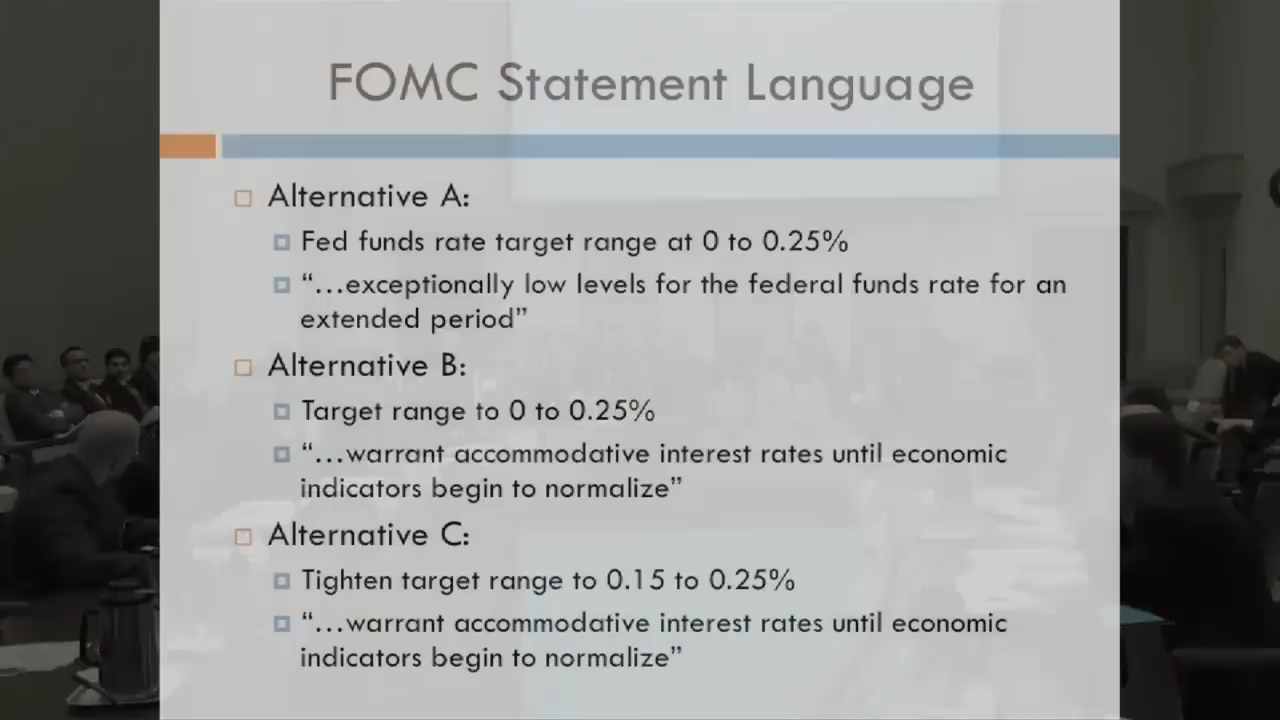 FOMC Statement Language
Alternative A:
Fed funds rate target range at 0 to 0.25%
“…exceptionally low levels for the federal funds rate for an
extended period”
Alternative B:
Target range to 0 to 0.25%
“…warrant accommodative interest rates until economic
indicators begin to normalize”
Alternative C:
Tighten target range to 0.15 to 0.25%
“…warrant accommodative interest rates until economic
indicators begin to normalize”